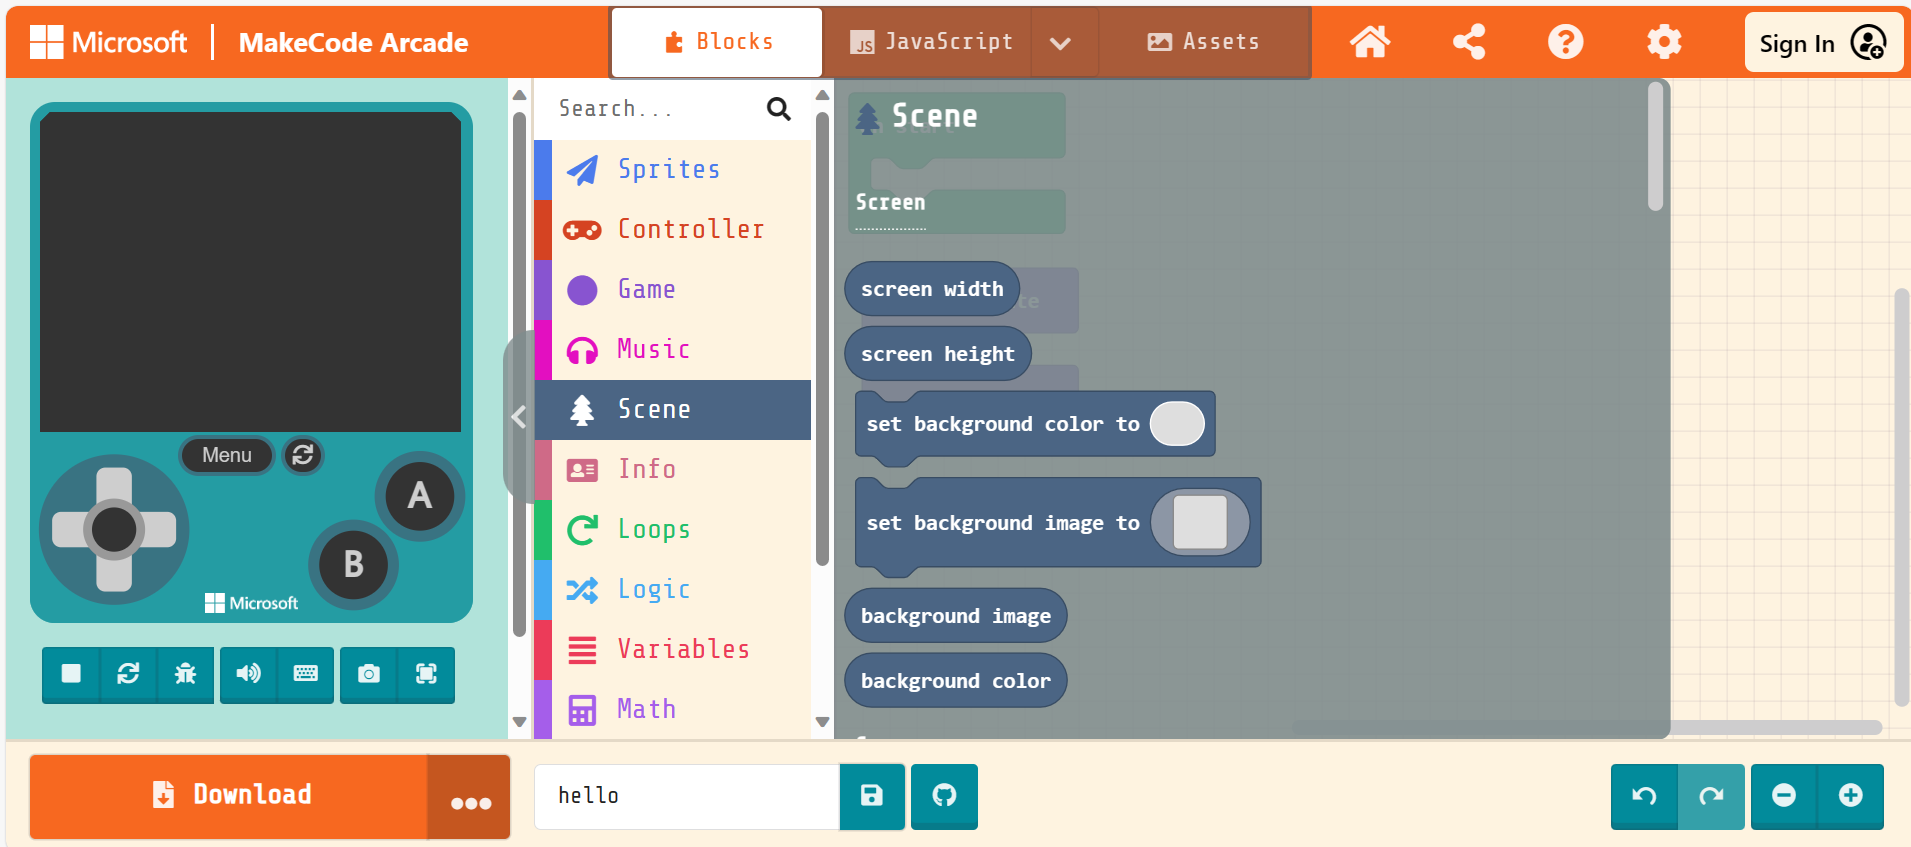 Microsoft | MakeCode Arcade
Blocks
JavaScript
Assets
Sign In
Menu
A
B
Microsoft
Search...
Sprites
Controller
Game
Music
Scene
Info
Loops
Logic
Variables
Math
Scene
Screen
screen width
screen height
set background color to
set background image to
background image
background color
Download
hello